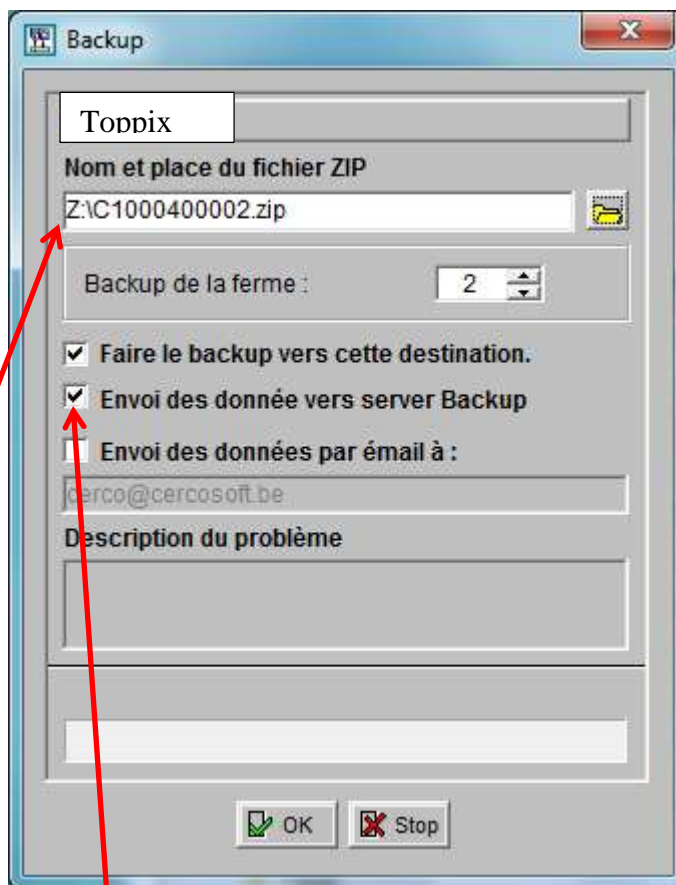 Backup
Toppix
Nom et place du fichier ZIP
Z:\C1000400002.zip
Backup de la ferme : 2
Faire le backup vers cette destination.
Envoi des donnée vers server Backup
Envoi des données par émail à :
cerco@cercosoft.be
Description du problème
OK Stop